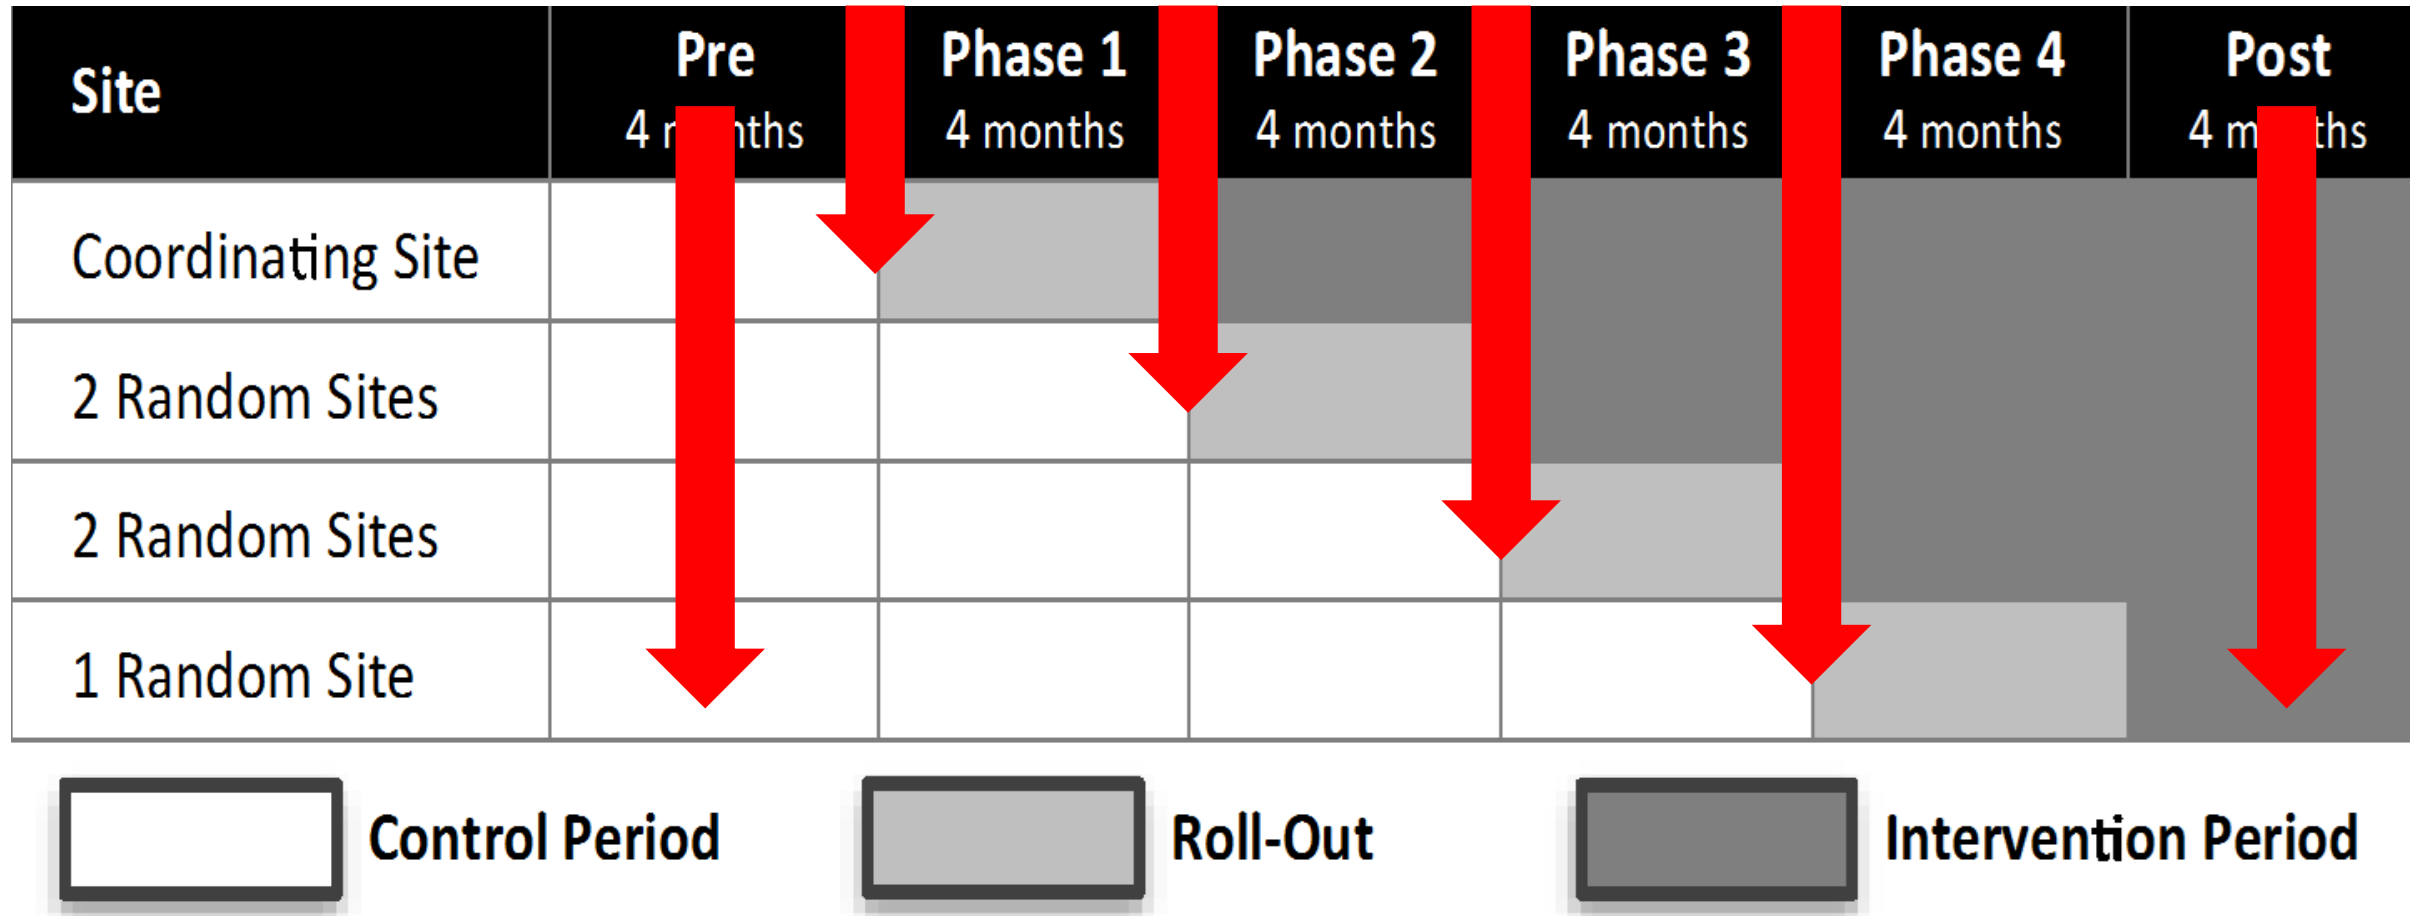 Site
Pre
4 months
Phase 1
4 months
Phase 2
4 months
Phase 3
4 months
Phase 4
4 months
Post
4 months
Coordinating Site
2 Random Sites
2 Random Sites
1 Random Site
Control Period
Roll-Out
Intervention Period